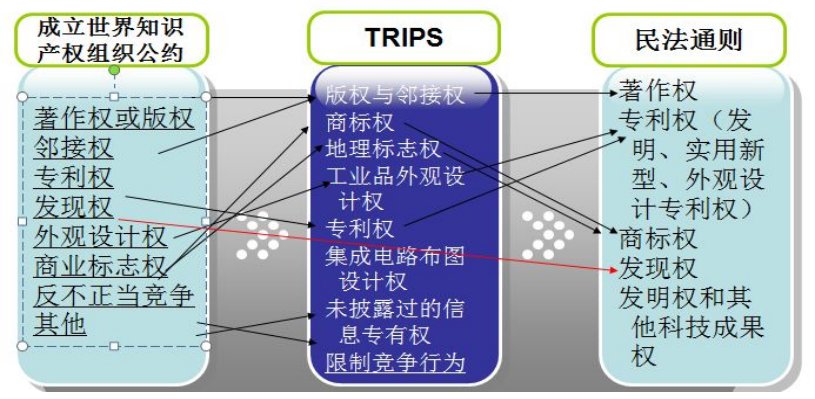 成立世界知识
产权组织公约
著作权或版权
邻接权
专利权
发现权
外观设计权
商业标志权
反不正当竞争
其他
TRIPS
版权与邻接权
商标权
地理标志权
工业品外观设
计权
专利权
集成电路布图
设计权
未披露过的信
息专有权
限制竞争行为
民法通则
著作权
专利权（发
明、实用新
型、外观设
计专利权）
商标权
发现权
发明权和其
他科技成果
权